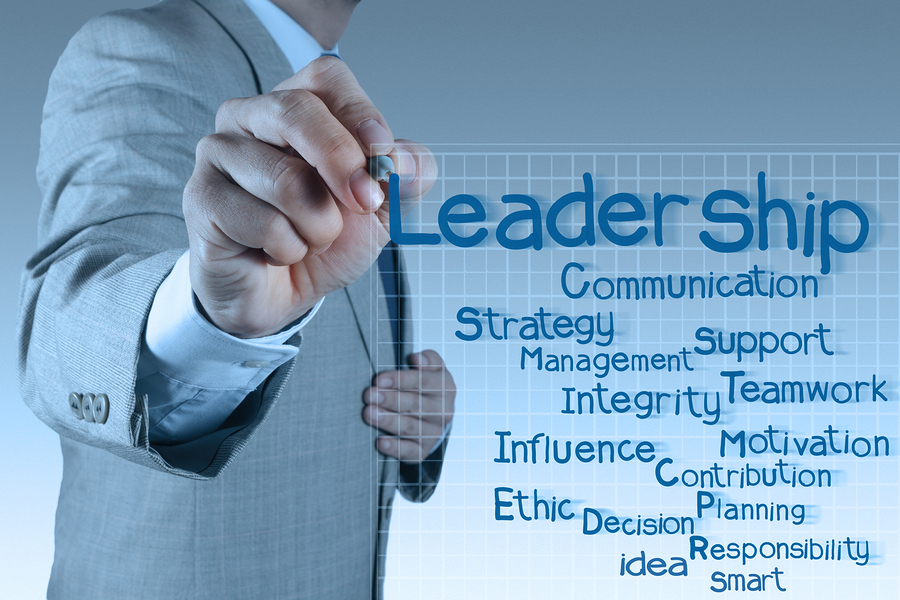 Leadership
Communication
Strategy
Support
Management
Teamwork
Integrity
Motivation
Influence
Contribution
Ethic
Planning
Decision
Responsibility
idea
smart